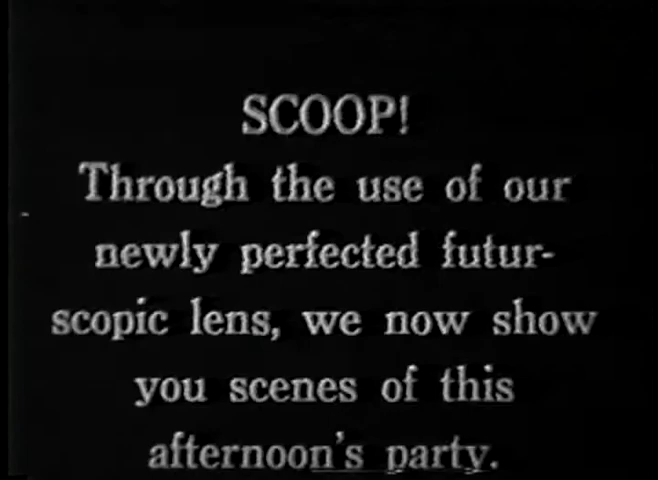 SCOOP!
Through the use of our
newly perfected futur-
scopic lens, we now show
you scenes of this
afternoon's party.